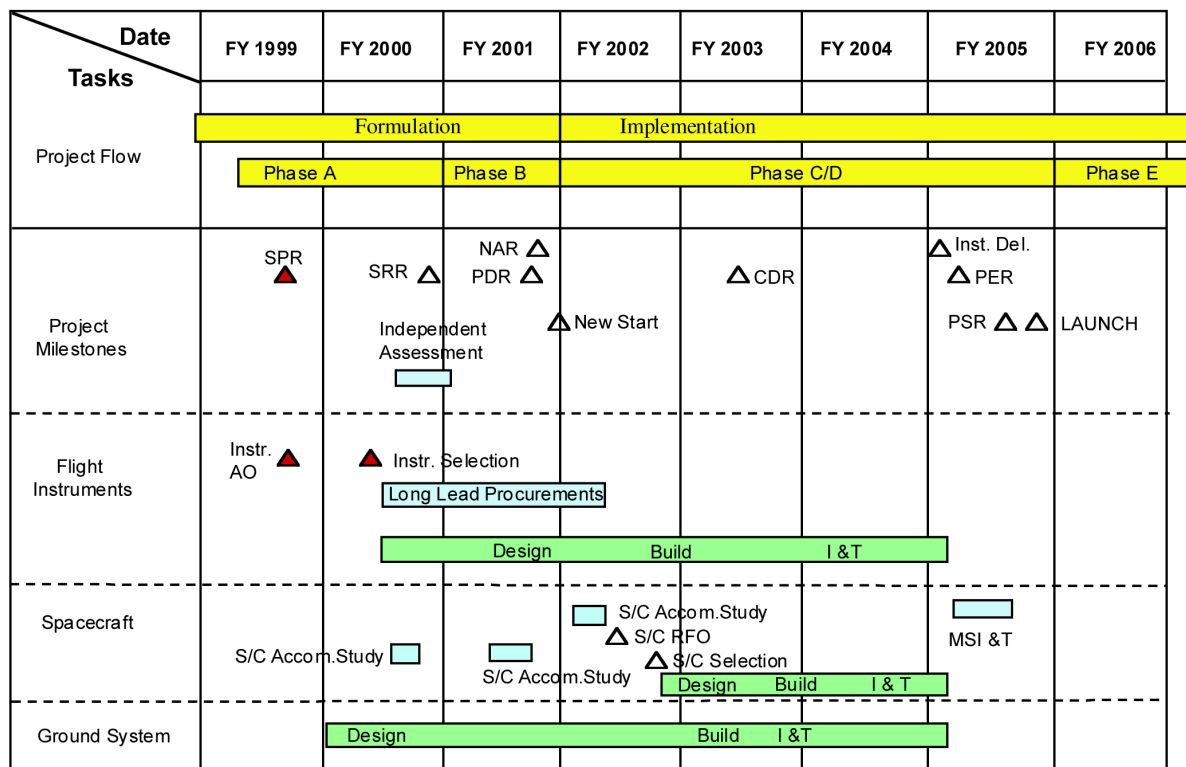 Date
Tasks
FY 1999
FY 2000
FY 2001
FY 2002
FY 2003
FY 2004
FY 2005
FY 2006
Project Flow
Formulation
Implementation
Phase A
Phase B
Phase C/D
Phase E
Project
Milestones
SPR
SRR
NAR
PDR
CDR
Inst. Del.
PER
New Start
PSR
LAUNCH
Independent
Assessment
Flight
Instruments
Instr.
AO
Instr. Selection
Long Lead Procurements
Design
Build
I &T
Spacecraft
S/C Accom.Study
S/C RFO
S/C Accom.Study
S/C Accom.Study
S/C Selection
MSI &T
Design
Build
I & T
Ground System
Design
Build
I &T